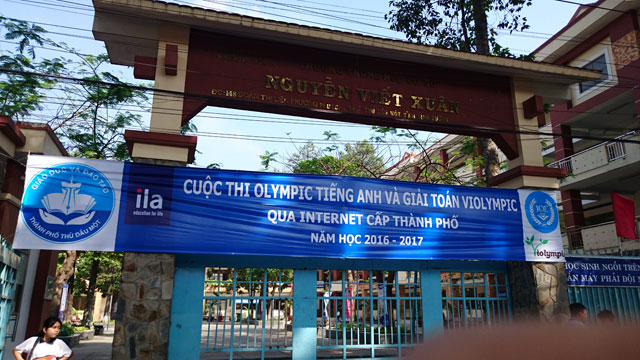 NGUYỄN VIẾT XUÂN
GIÁO DỤC VÀ ĐÀO TẠO
THÀNH PHỐ THỦ DẦU MỘT
ila
education for life
CUỘC THI OLYMPIC TIẾNG ANH VÀ GIẢI TOÁN VIOLYMPIC
QUA INTERNET CẤP THÀNH PHỐ
NĂM HỌC 2016 - 2017
IOE
Violympic
HỌC SINH NGỒI TRÊN
MÁY PHẢI ĐỘI